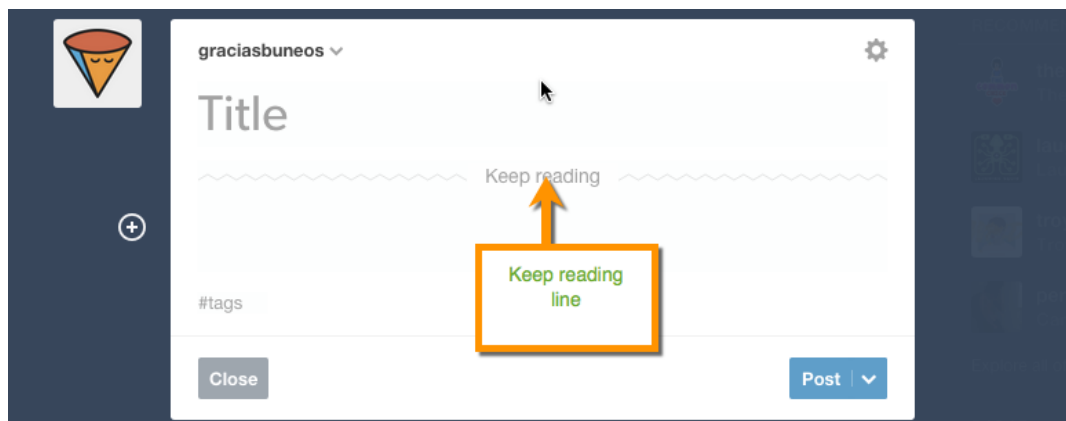 graciasbuneos
Title
Keep reading
Keep reading
line
#tags
Close
Post